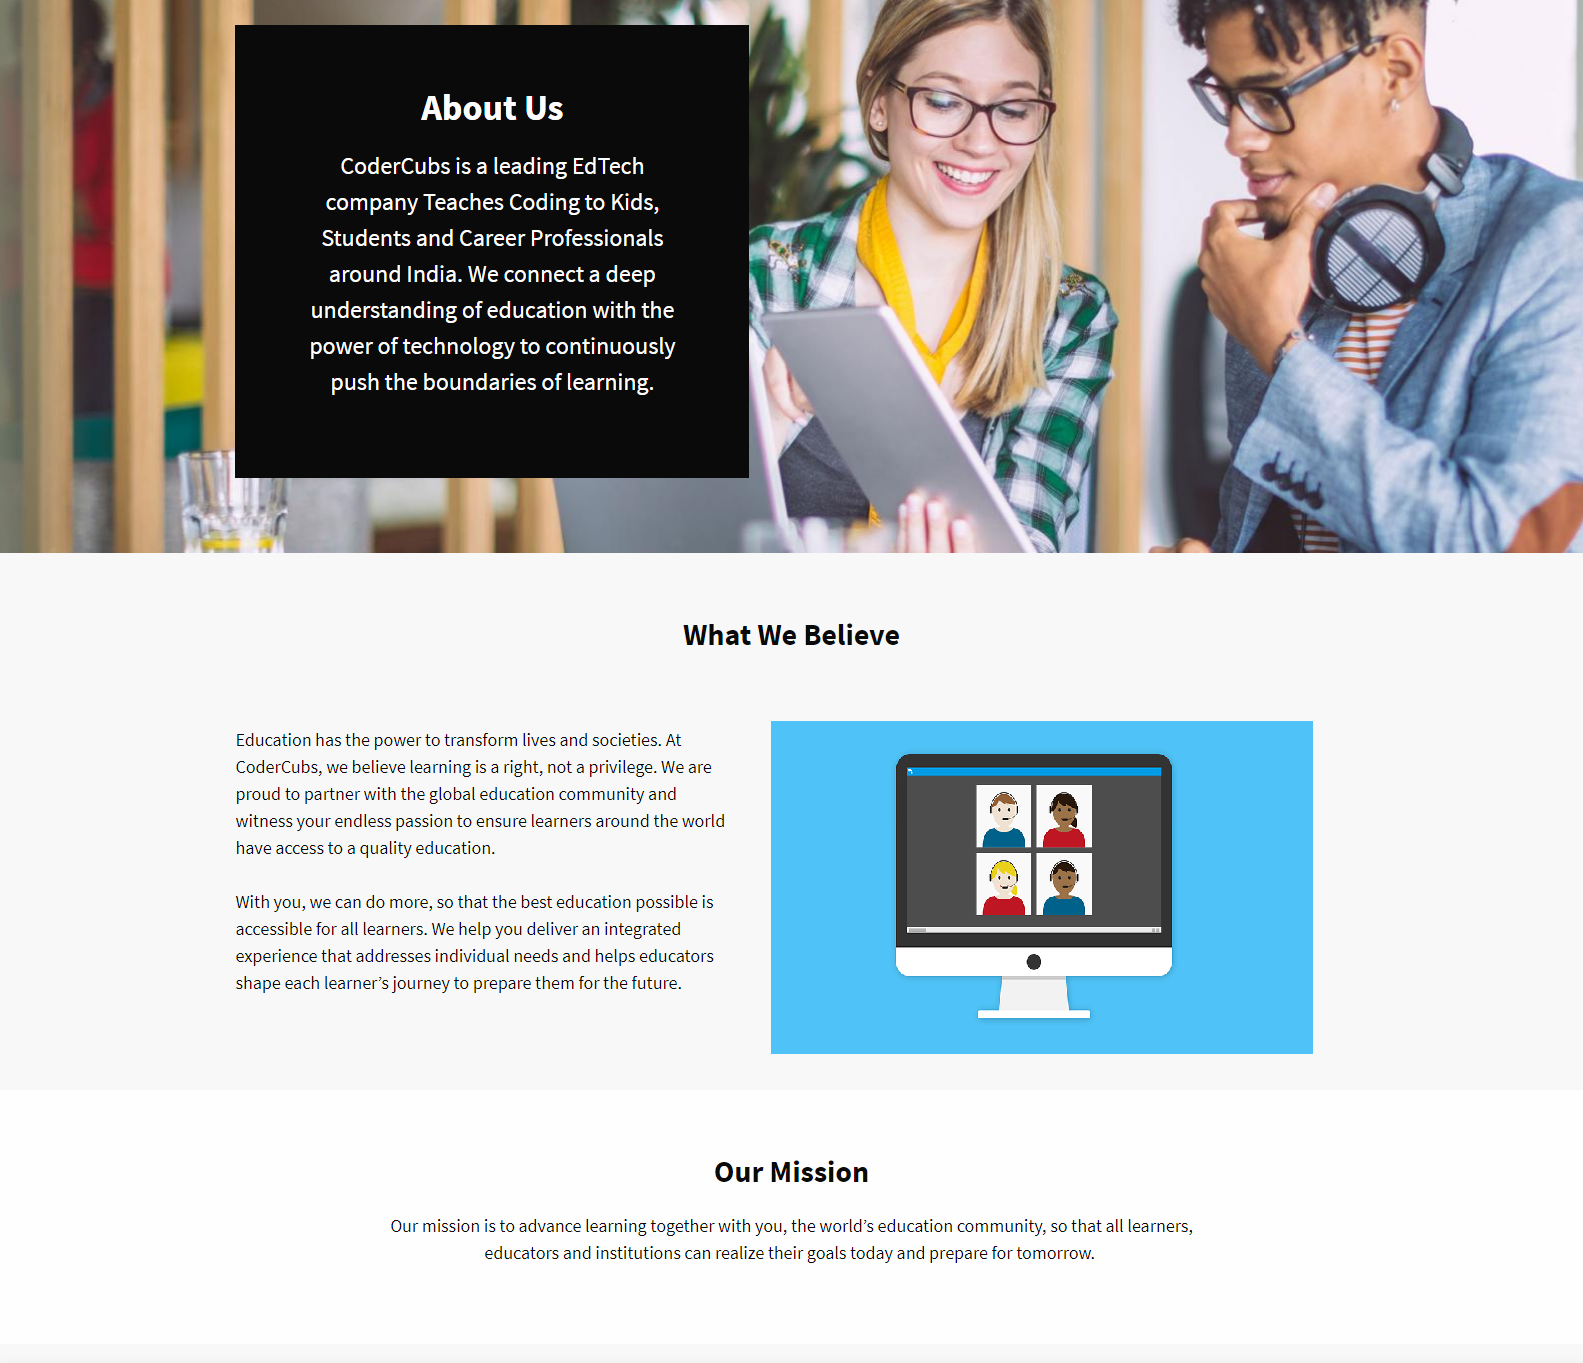 About Us
CoderCubs is a leading EdTech
company Teaches Coding to Kids,
Students and Career Professionals
around India. We connect a deep
understanding of education with the
power of technology to continuously
push the boundaries of learning.
What We Believe
Education has the power to transform lives and societies. At
CoderCubs, we believe learning is a right, not a privilege. We are
proud to partner with the global education community and
witness your endless passion to ensure learners around the world
have access to a quality education.
With you, we can do more, so that the best education possible is
accessible for all learners. We help you deliver an integrated
experience that addresses individual needs and helps educators
shape each learner’s journey to prepare them for the future.
Our Mission
Our mission is to advance learning together with you, the world’s education community, so that all learners,
educators and institutions can realize their goals today and prepare for tomorrow.